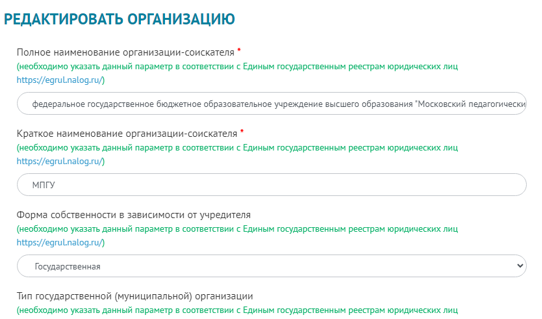 РЕДАКТИРОВАТЬ ОРГАНИЗАЦИЮ
Полное наименование организации-соискателя *
(необходимо указать данный параметр в соответствии с Единым государственным реестрам юридических лиц
https://egrul.nalog.ru/)
федеральное государственное бюджетное образовательное учреждение высшего образования "Московский педагогически
Краткое наименование организации-соискателя *
(необходимо указать данный параметр в соответствии с Единым государственным реестрам юридических лиц
https://egrul.nalog.ru/)
МПГУ
Форма собственности в зависимости от учредителя
(необходимо указать данный параметр в соответствии с Единым государственным реестрам юридических лиц
https://egrul.nalog.ru/)
Государственная
Тип государственной (муниципальной) организации
(необходимо указать данный параметр в соответствии с Единым государственным реестрам юридических лиц